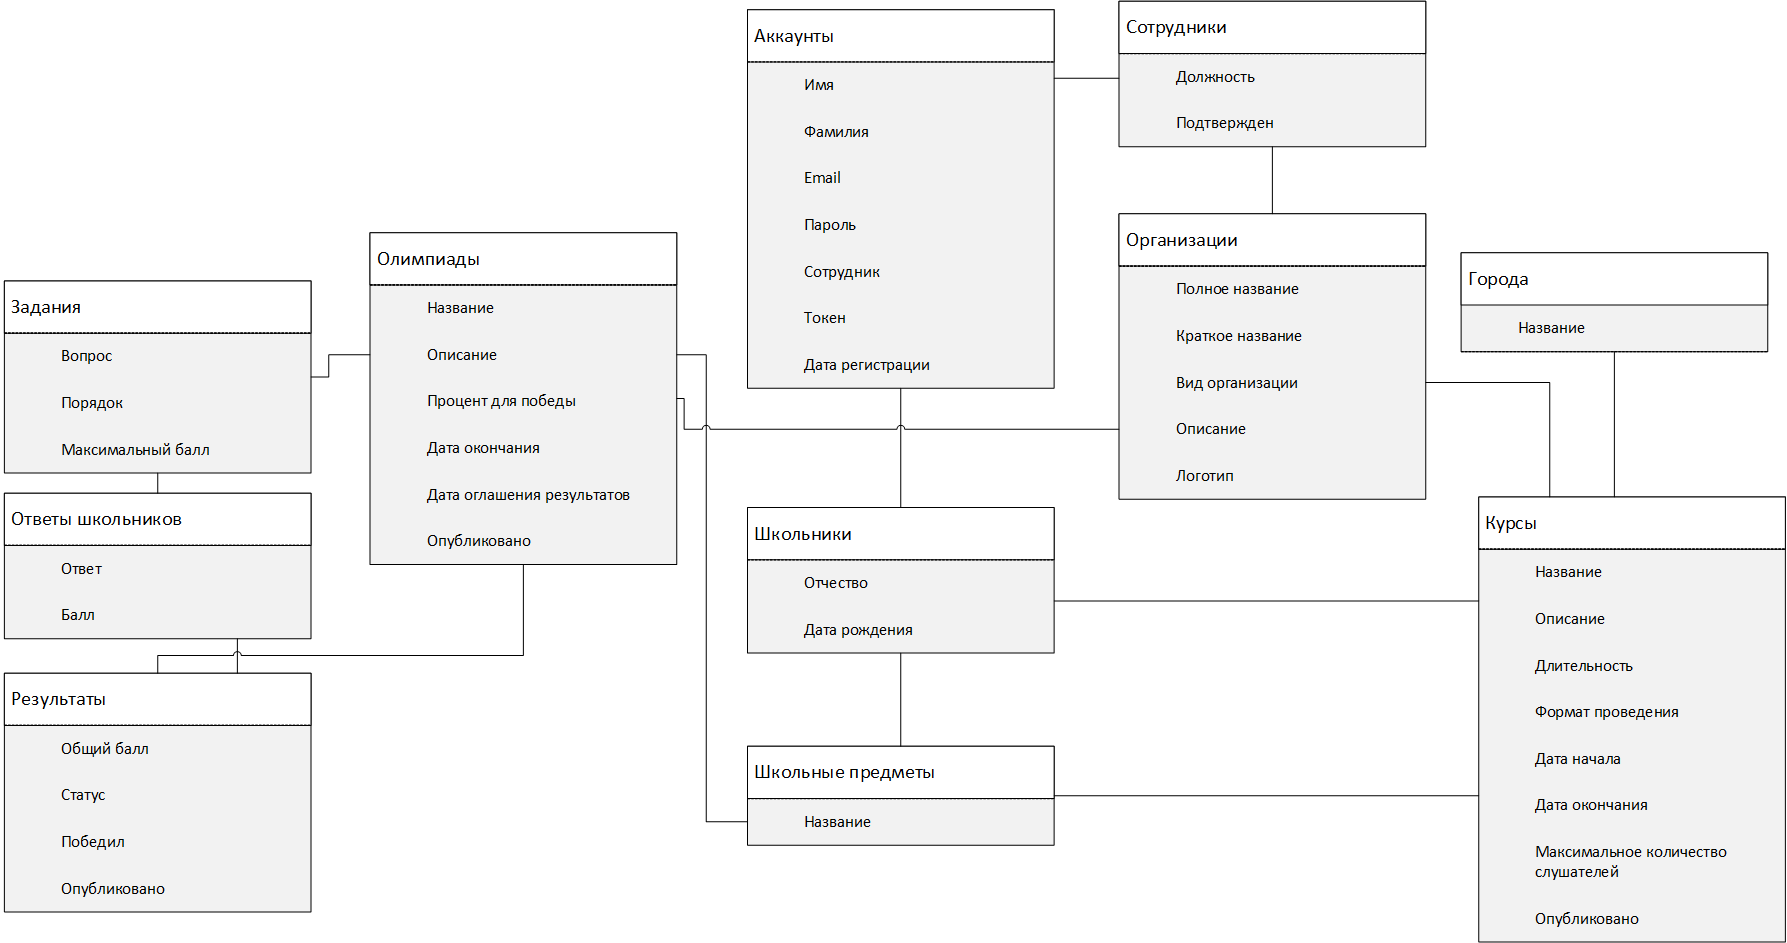 Аккаунты
Имя
Фамилия
Email
Пароль
Сотрудник
Токен
Дата регистрации
Сотрудники
Должность
Подтвержден
Олимпиады
Название
Описание
Процент для победы
Дата окончания
Дата оглашения результатов
Опубликовано
Организации
Полное название
Краткое название
Вид организации
Описание
Логотип
Города
Название
Задания
Вопрос
Порядок
Максимальный балл
Ответы школьников
Ответ
Балл
Результаты
Общий балл
Статус
Победил
Опубликовано
Школьники
Отчество
Дата рождения
Школьные предметы
Название
Курсы
Название
Описание
Длительность
Формат проведения
Дата начала
Дата окончания
Максимальное количество
слушателей
Опубликовано